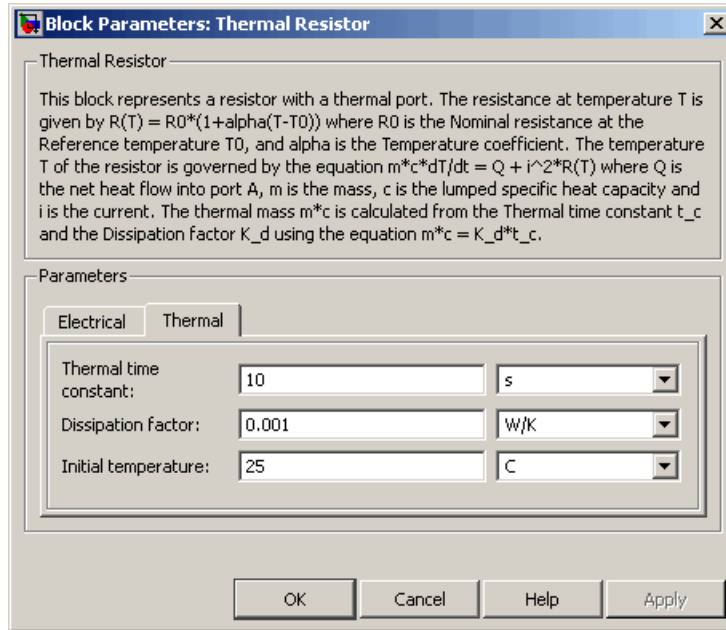 Block Parameters: Thermal Resistor
Thermal Resistor
This block represents a resistor with a thermal port. The resistance at temperature T is
given by R(T) = R0*(1+alpha(T-T0)) where R0 is the Nominal resistance at the
Reference temperature T0, and alpha is the Temperature coefficient. The temperature
T of the resistor is governed by the equation m*c*dT/dt = Q + i^2*R(T) where Q is
the net heat flow into port A, m is the mass, c is the lumped specific heat capacity and
i is the current. The thermal mass m*c is calculated from the Thermal time constant t_c
and the Dissipation factor K_d using the equation m*c = K_d*t_c.
Parameters
Electrical Thermal
Thermal time
constant: 10 s
Dissipation factor: 0.001 W/K
Initial temperature: 25 C
OK Cancel Help Apply